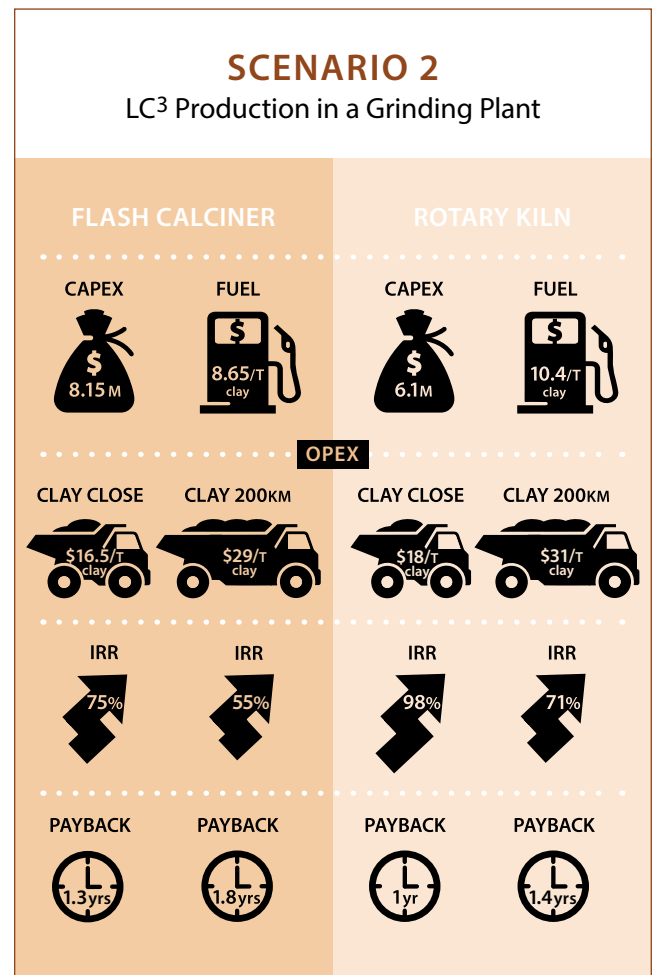 SCENARIO 2
LC3 Production in a Grinding Plant
FLASH CALCINER
ROTARY KILN
CAPEX
FUEL
CAPEX
FUEL
$
8.15 M
$
8.65/T
clay
$
6.1M
$
10.4/T
clay
OPEX
CLAY CLOSE
CLAY 200KM
CLAY CLOSE
CLAY 200KM
$16.5/T
clay
$29/T
clay
$18/T
clay
$31/T
clay
IRR
IRR
IRR
IRR
75%
55%
98%
71%
PAYBACK
PAYBACK
PAYBACK
PAYBACK
1.3yrs
1.8yrs
1yr
1.4yrs